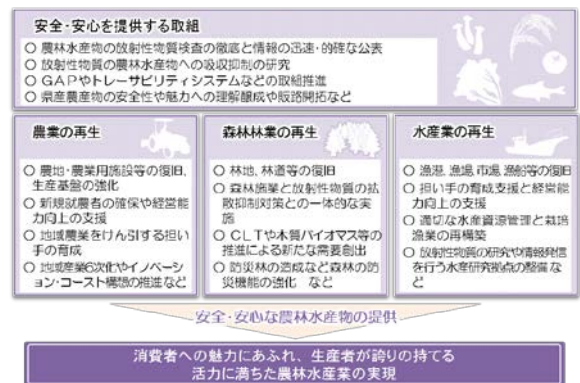 安全・安心を提供する取組
○ 農林水産物の放射性物質検査の徹底と情報の迅速・的確な公表
○ 放射性物質の農林水産物への吸収抑制の研究
○ GAPやトレーサビリティシステムなどの取組推進
○ 県産農産物の安全性や魅力への理解醸成や販路開拓など
農業の再生
○ 農地・農業用施設等の復旧、
生産基盤の強化
○ 新規就農者の確保や経営能
力向上の支援
○ 地域農業をけん引する担い
手の育成
○ 地域産業6次化やイノベーシ
ョン・コースト構想の推進など
森林林業の再生
○ 林地、林道等の復旧
○ 森林施業と放射性物質の拡
散抑制対策との一体的な実
施
○ CLTや木質バイオマス等の
推進による新たな需要創出
○ 防災林の造成など森林の防
災機能の強化 など
水産業の再生
○ 漁港、漁場、市場、漁船等の復旧
○ 担い手の育成支援と経営能
力向上の支援
○ 適切な水産資源管理と栽培
漁業の再構築
○ 放射性物質の研究や情報発信
を行う水産研究拠点の整備な
ど
安全・安心な農林水産物の提供
消費者への魅力にあふれ、生産者が誇りの持てる
活力に満ちた農林水産業の実現